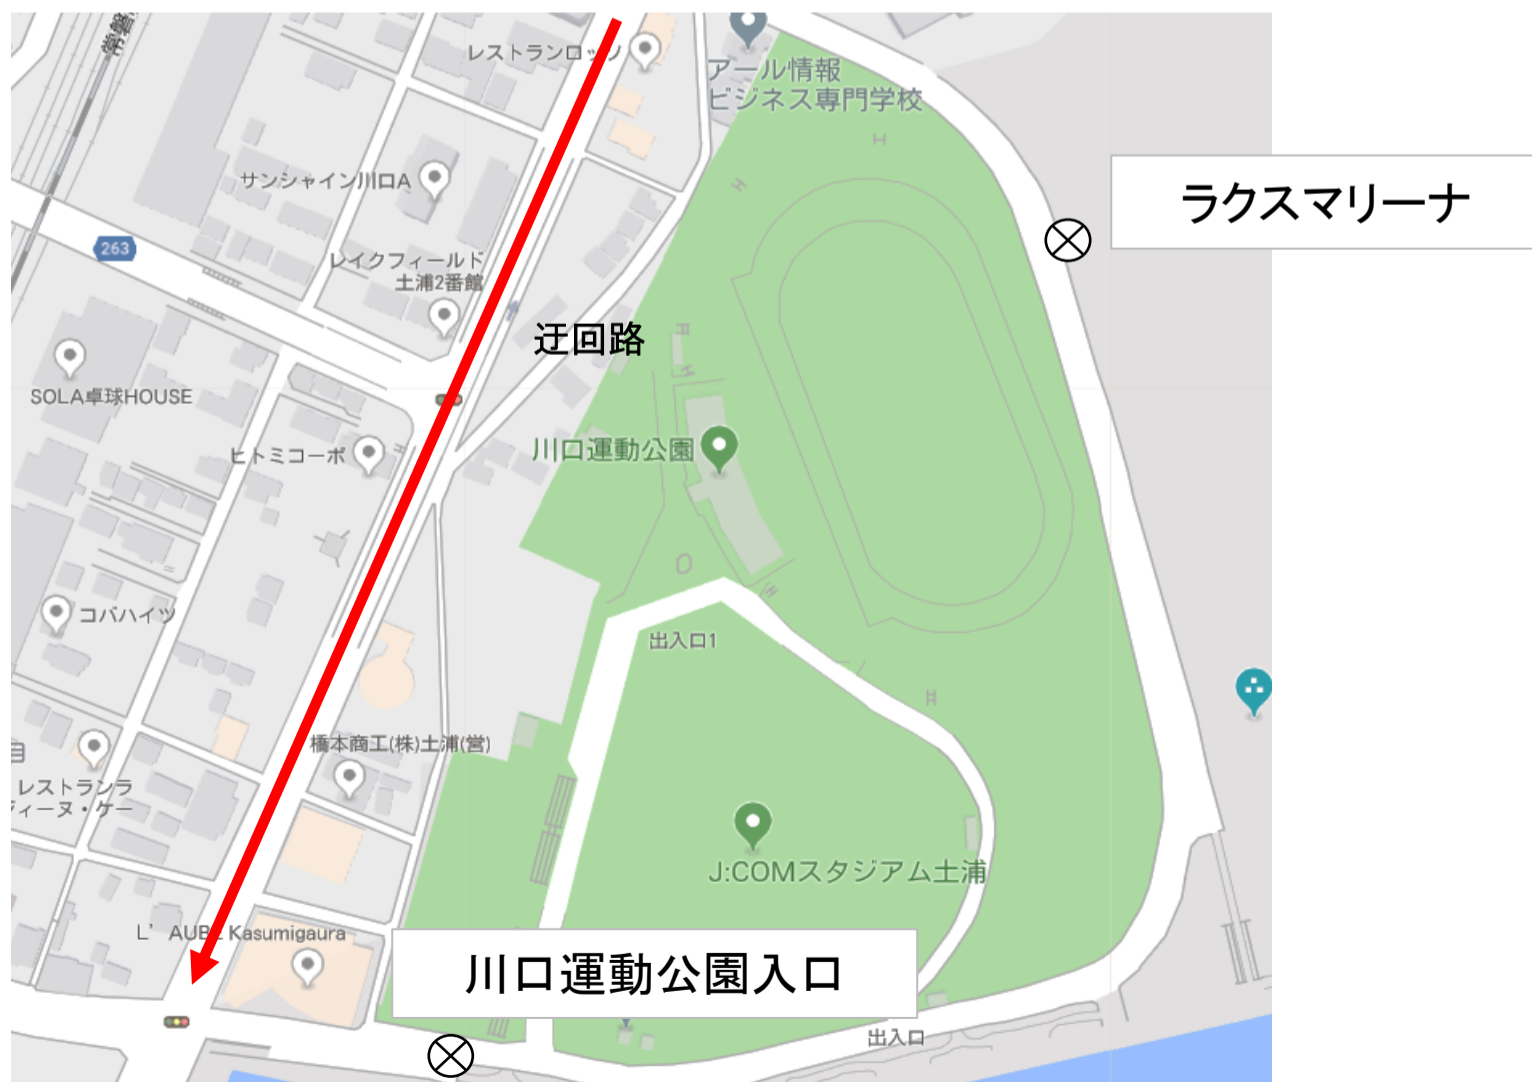 常磐
レストランロッソ
アール情報
ビジネス専門学校
サンシャイン川口A
ラクスマリーナ
263
レイクフィールド
土浦2番館
迂回路
SOLA卓球HOUSE
ヒトミコーポ
川口運動公園
コバハイツ
出入口1
橋本商工(株)土浦(営)
目
レストランラ
ディーヌ・ケー
J:COMスタジアム土浦
L'AUBE Kasumigaura
川口運動公園入口
出入口